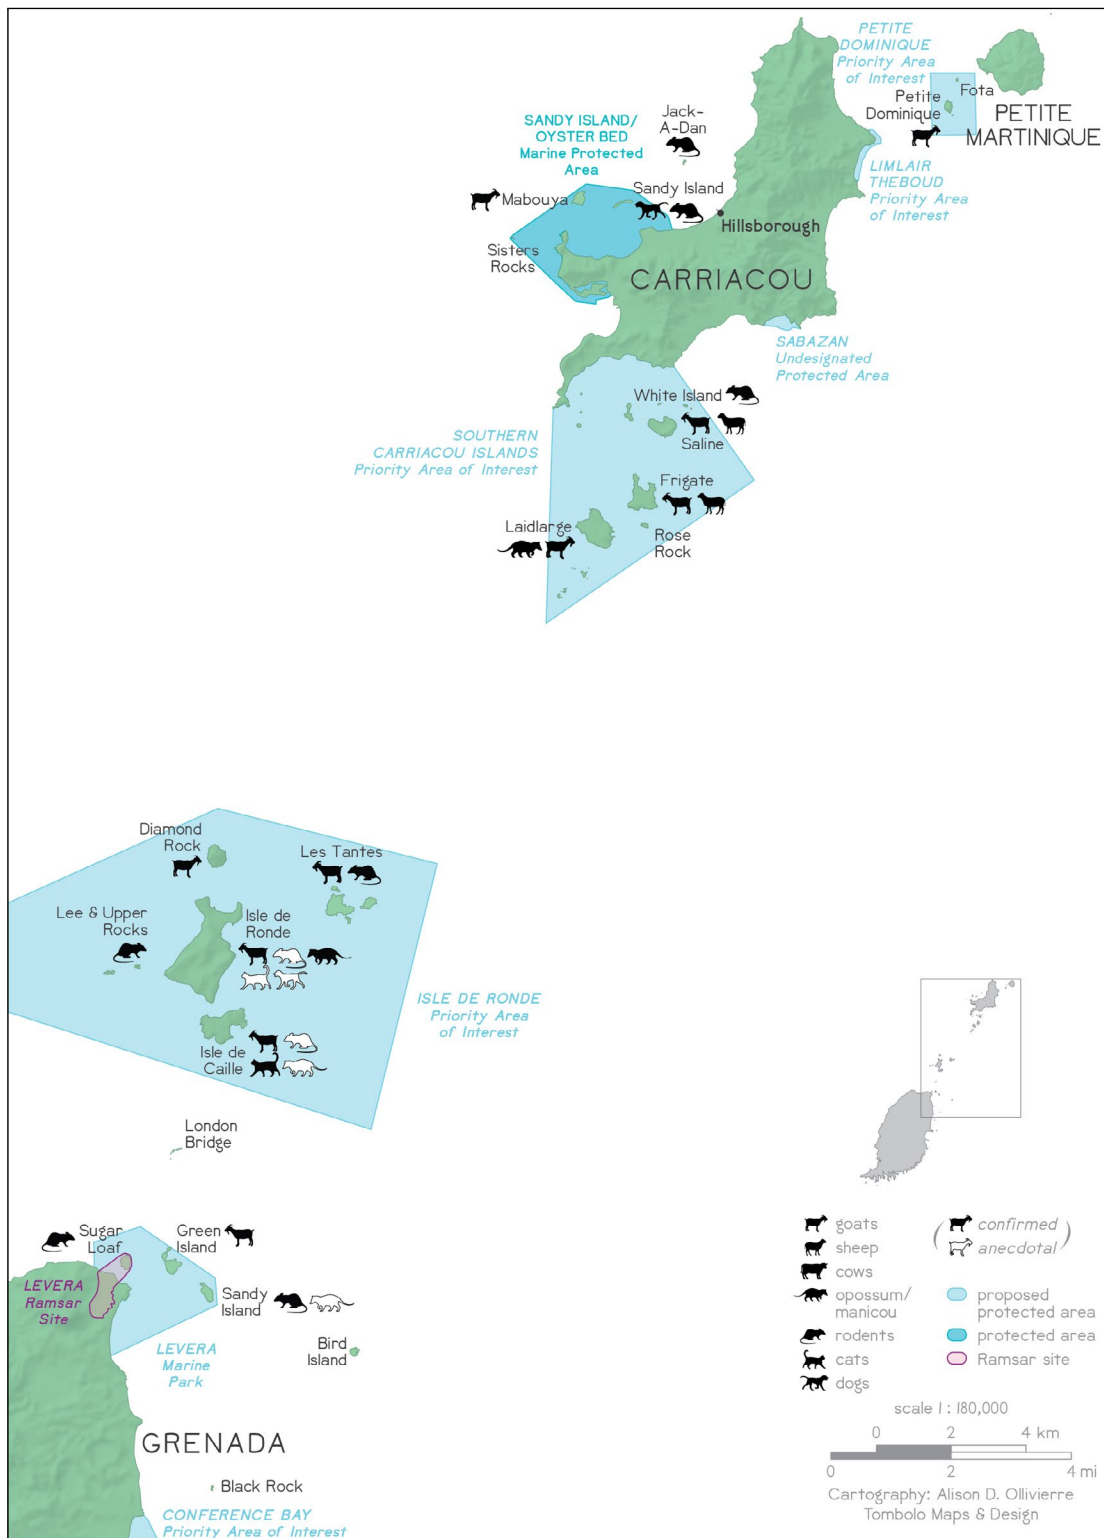 PETITE
DOMINIQUE
Priority Area
of Interest
Fota
Petite
Dominique
PETITE
MARTINIQUE
Jack-
A-Dan
SANDY ISLAND/
OYSTER BED
Marine Protected
Area
LIMLAIR
THEBOUD
Priority Area
of Interest
Mabouya
Sandy Island
Hillsborough
Sisters
Rocks
CARRIACOU
SABAZAN
Undesignated
Protected Area
White Island
Saline
SOUTHERN
CARRIACOU ISLANDS
Priority Area of Interest
Frigate
Laidlarge
Rose
Rock
Diamond
Rock
Les Tantes
Lee & Upper
Rocks
Isle de
Ronde
ISLE DE RONDE
Priority Area
of Interest
Isle de
Caille
London
Bridge
Sugar
Loaf
Green
Island
LEVERA
Ramsar
Site
Sandy
Island
LEVERA
Marine
Park
Bird
Island
GRENADA
Black Rock
CONFERENCE BAY
Priority Area of Interest
goats
sheep
cows
opossum/
manicou
rodents
cats
dogs
( confirmed )
anecdotal
proposed
protected area
protected area
Ramsar site
scale 1 : 180,000
0 2 4 km
0 2 4 mi
Cartography: Alison D. Ollivierre
Tombolo Maps & Design